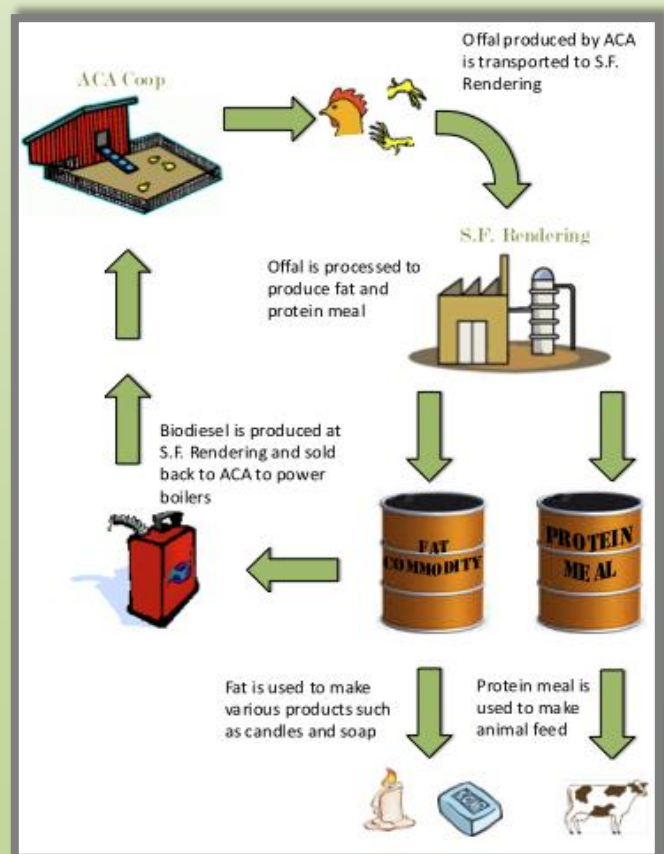 Offal produced by ACA
is transported to S.F.
Rendering
ACA Coop
S.F. Rendering
Offal is processed to
produce fat and
protein meal
Biodiesel is produced at
S.F. Rendering and sold
back to ACA to power
boilers
FAT
COMMODITY
PROTEIN
MEAL
Fat is used to make
various products such
as candles and soap
Protein meal is
used to make
animal feed